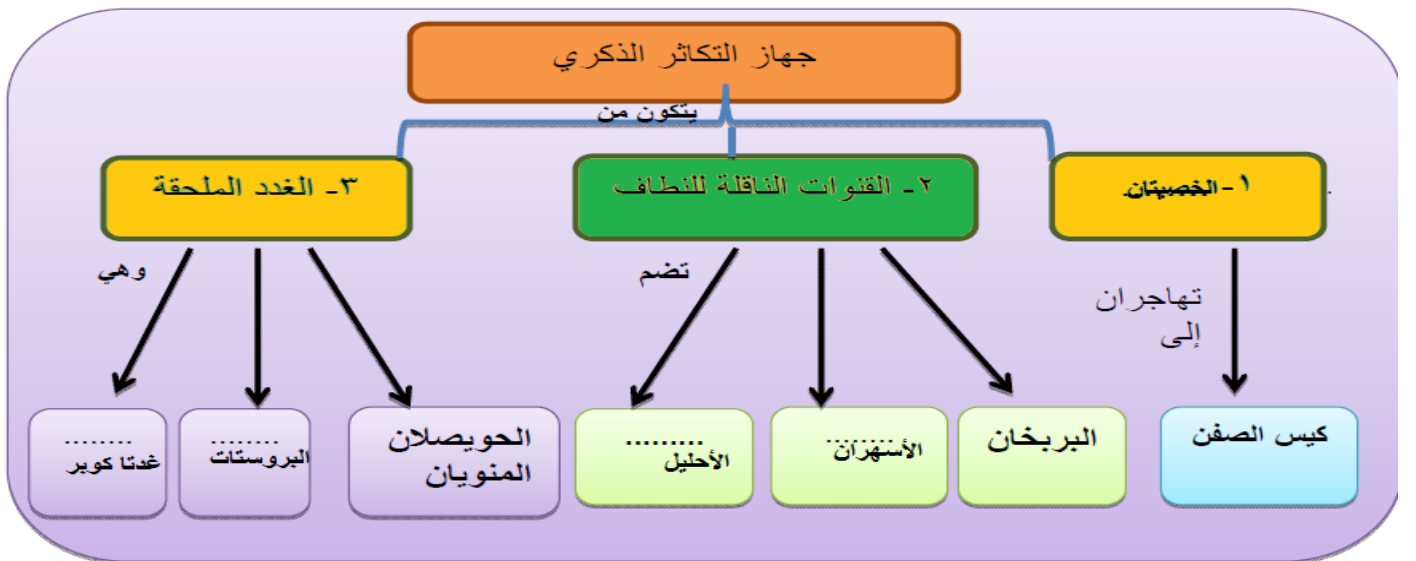 جهاز التكاثر الذكري
يتكون من
١- الخصيتان
٢- القنوات الناقلة للنطاف
٣- الغدد الملحقة
تهاجران
إلى
تضم
وهي
كيس الصفن
البربخان
........
الأسهران
.........
الأحليل
الحويصلان
المنويان
........
البروستات
........
غدتا كوبر